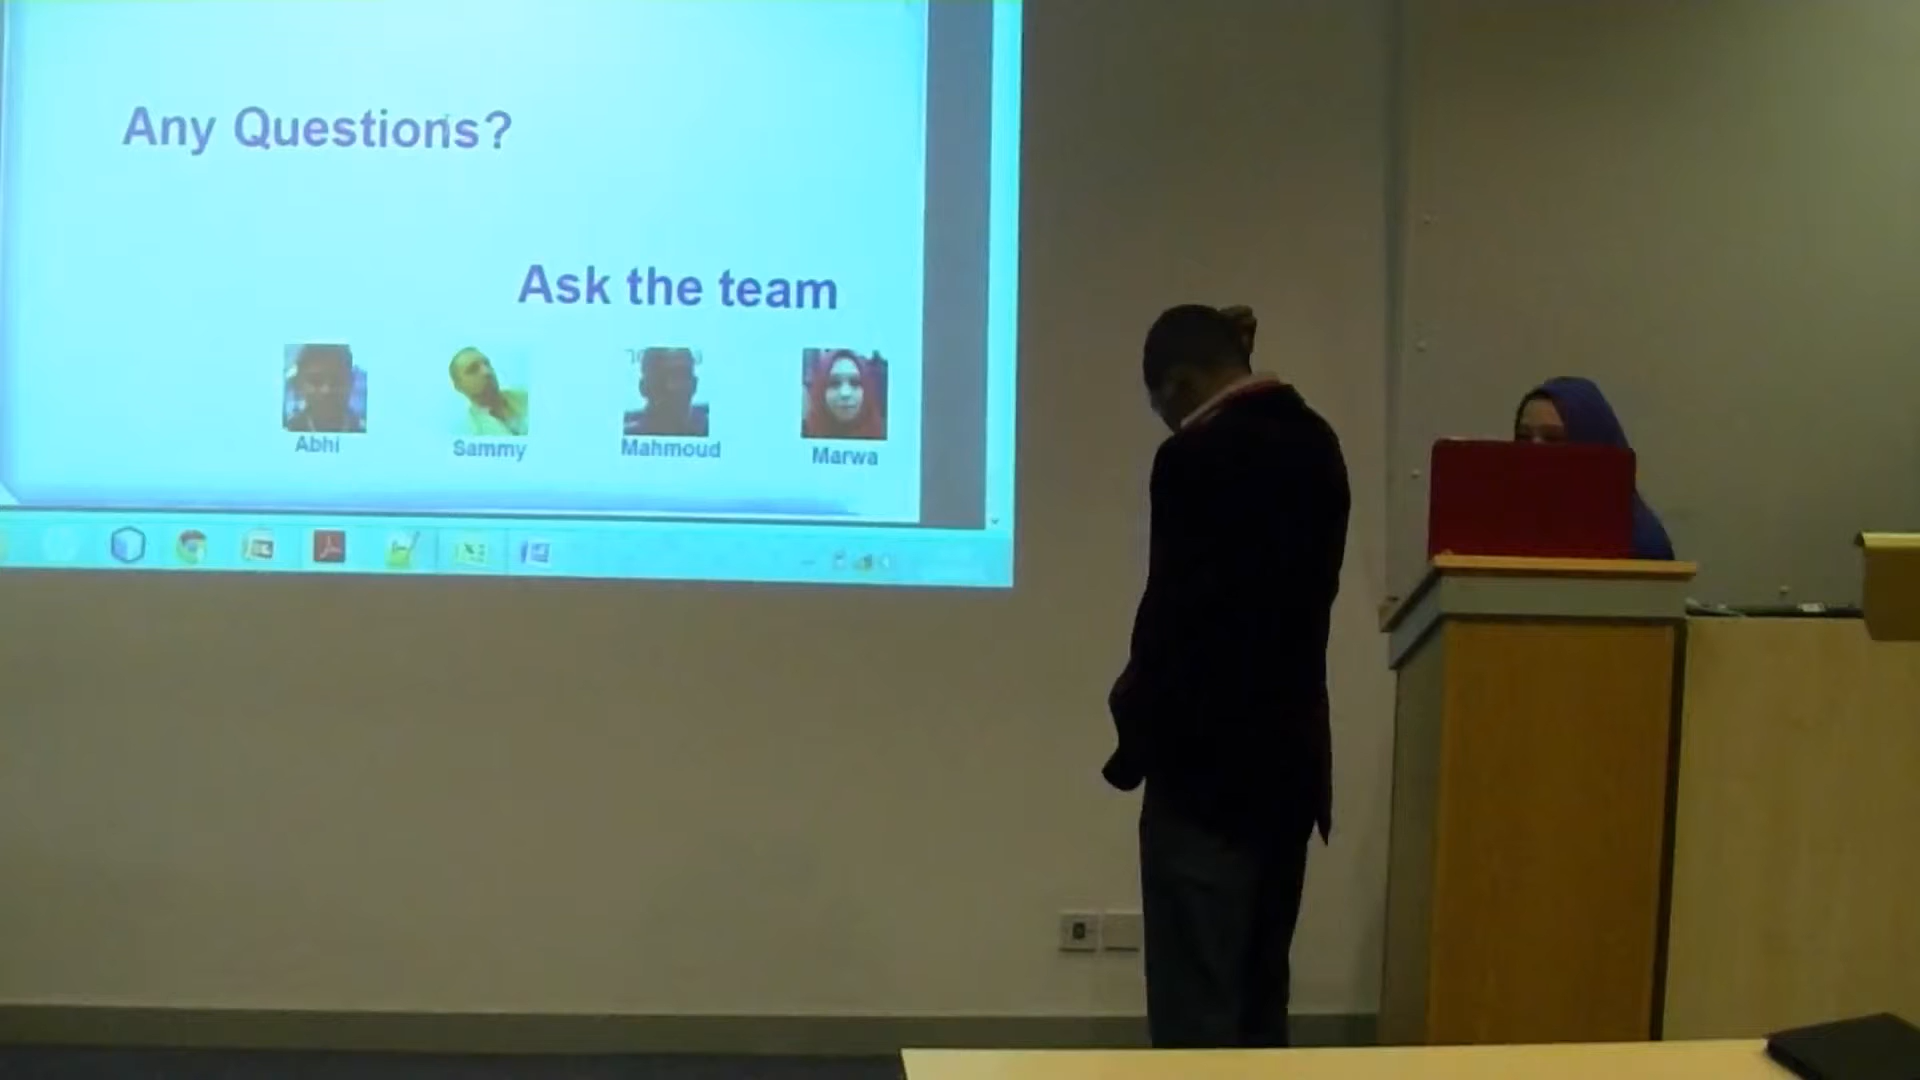 Any Questions?
Ask the team
Abhi
Sammy
Mahmoud
Marwa